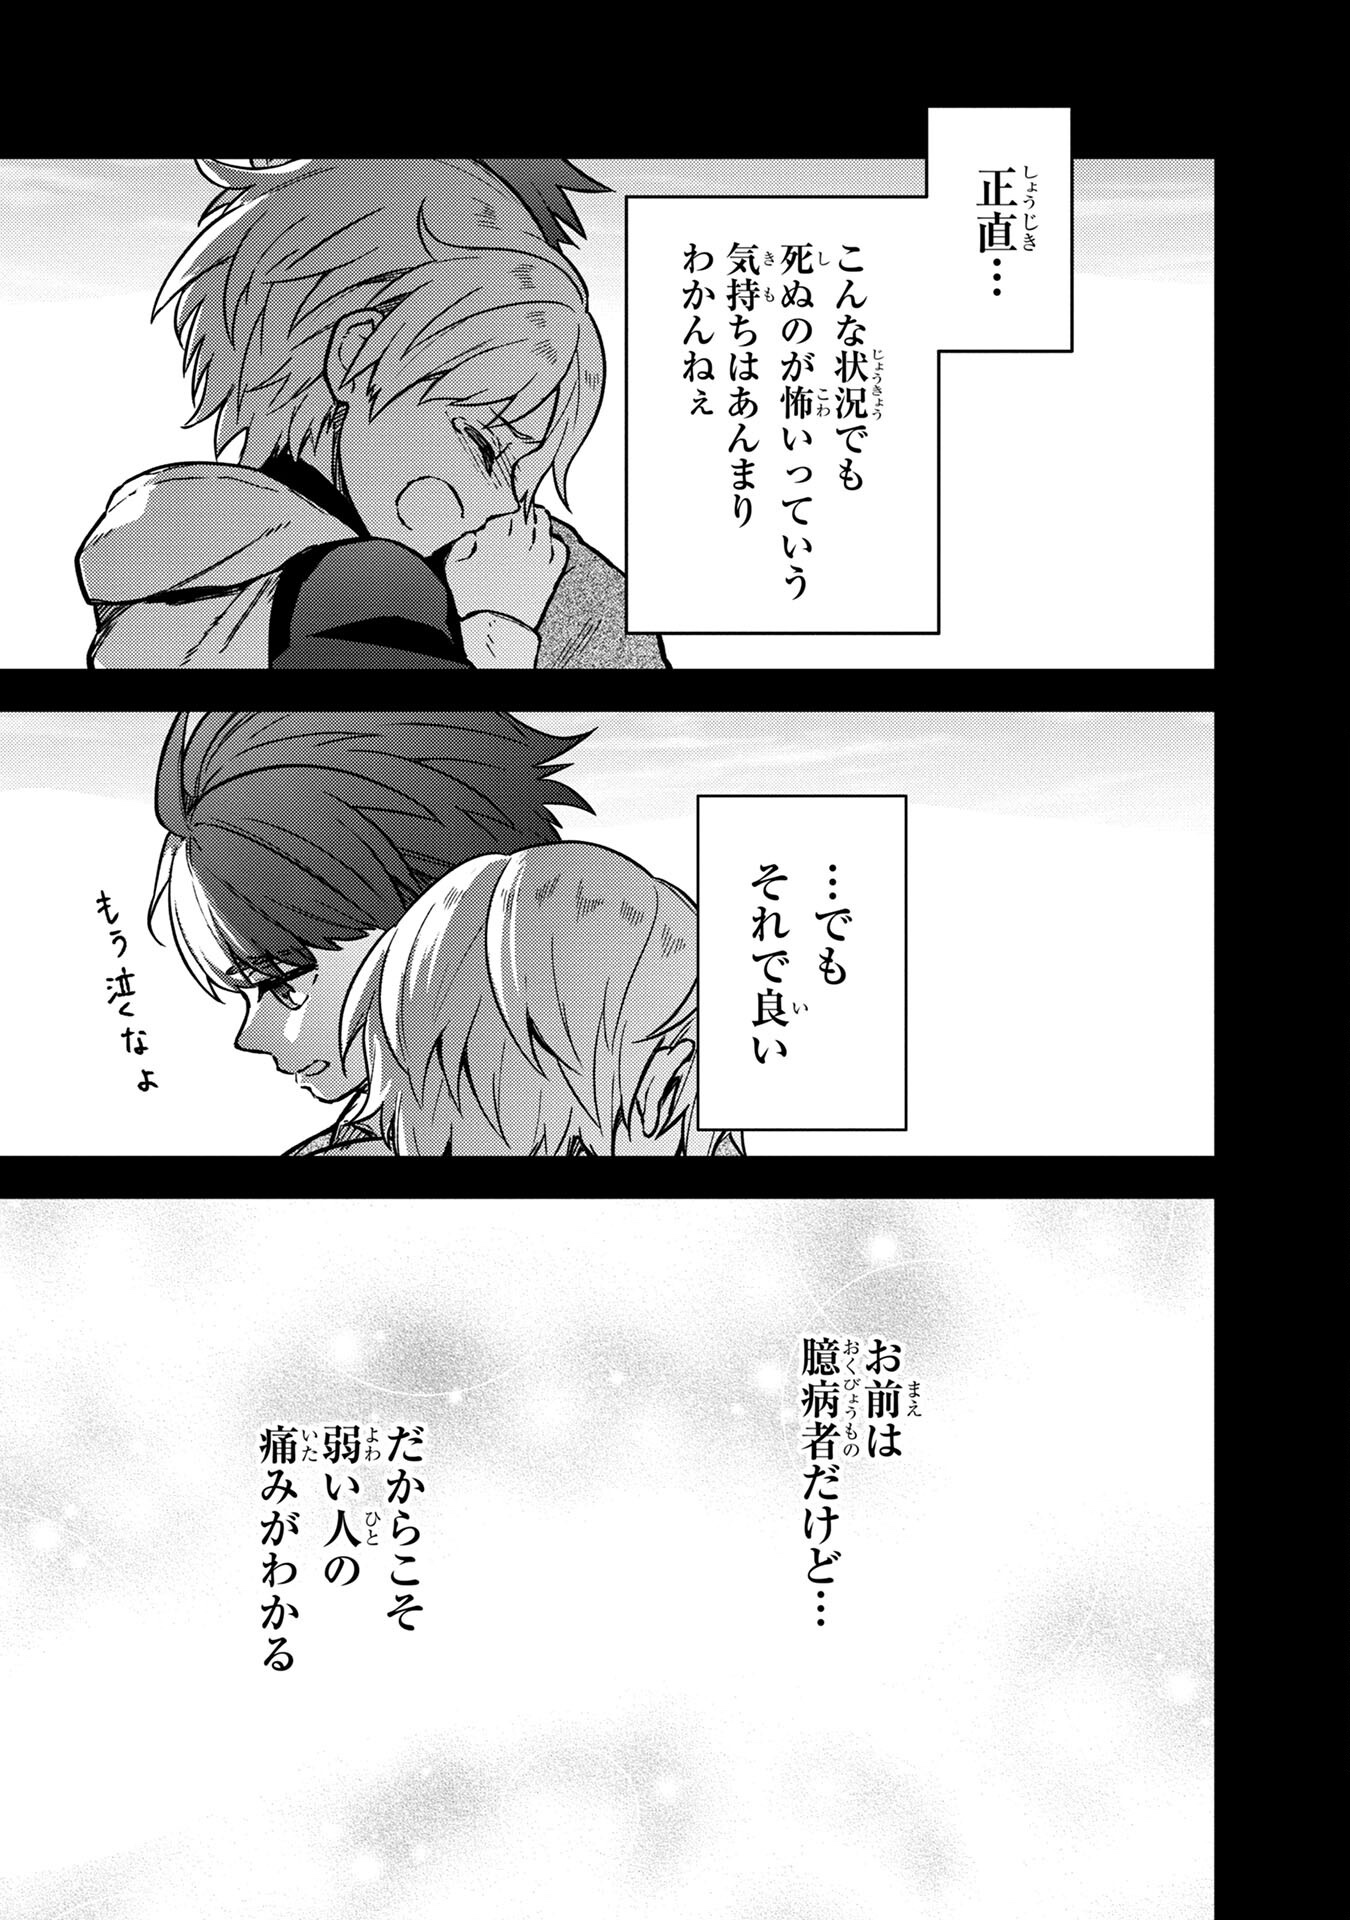 正直…
こんな状況でも
死ぬのが怖いっていう
気持ちはあんまり
わかんねぇ
…でも
それで良い
もう泣くなよ
お前は
臆病者だけど…
だからこそ
弱い人の
痛みがわかる